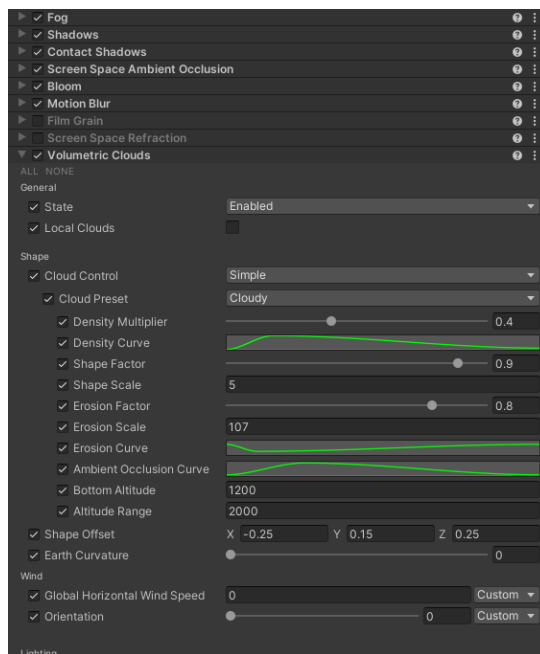 Fog
Shadows
Contact Shadows
Screen Space Ambient Occlusion
Bloom
Motion Blur
Film Grain
Screen Space Refraction
Volumetric Clouds
ALL NONE
General
State Enabled
Local Clouds
Shape
Cloud Control Simple
Cloud Preset Cloudy
Density Multiplier 0.4
Density Curve
Shape Factor 0.9
Shape Scale 5
Erosion Factor 0.8
Erosion Scale 107
Erosion Curve
Ambient Occlusion Curve
Bottom Altitude 1200
Altitude Range 2000
Shape Offset X -0.25 Y 0.15 Z 0.25
Earth Curvature 0
Wind
Global Horizontal Wind Speed 0 Custom
Orientation 0 Custom
Lighting